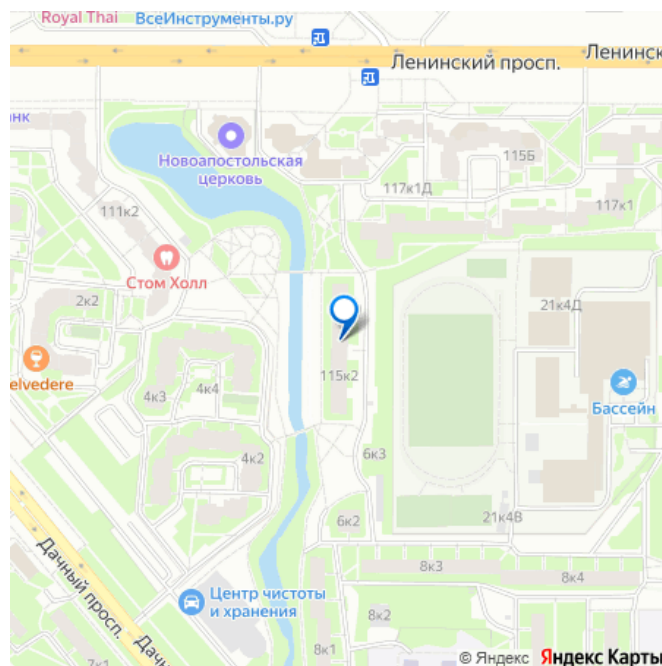 Royal Thai
ВсеИнструменты.ру
Ленинский просп.
Ленинск
нк
Новоапостольская
церковь
115Б
117к1Д
117к1
111к2
Стом Холл
2к2
21к4Д
elvedere
115к2
4к4
4к3
Бассейн
4к2
6к3
6к2
21к4В
Дачный просп.
8к3
8к4
Центр чистоты
и хранения
8к2
Дачн
8к1
7к1
© Яндекс Яндекс Карты